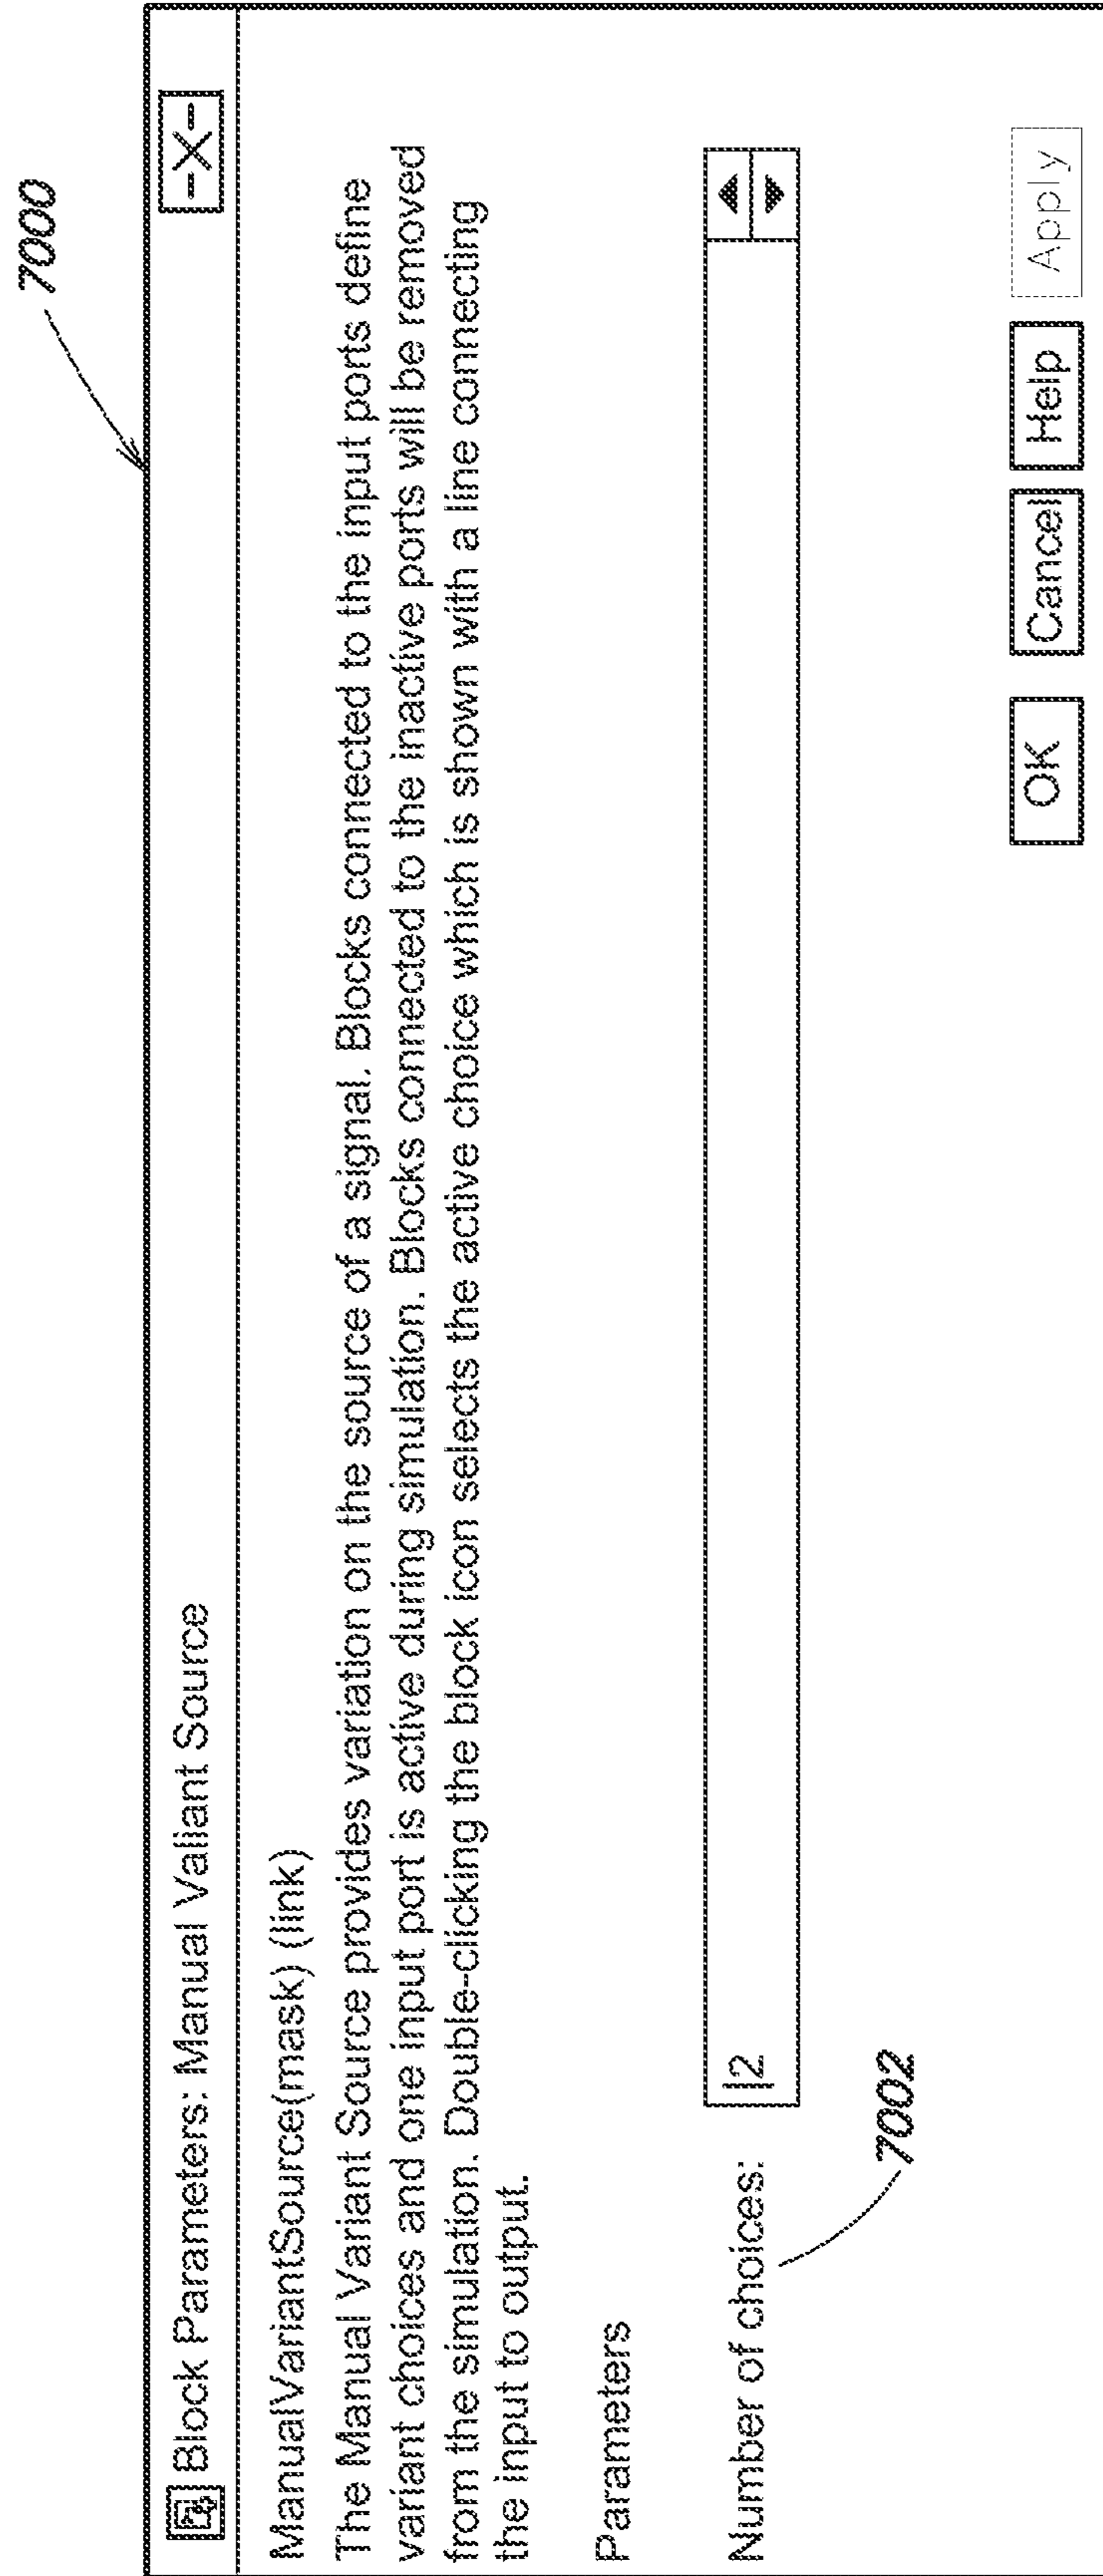 7000
Block Parameters: Manual Valiant Source
-X-
ManualVariantSource(mask) (link)
The Manual Variant Source provides variation on the source of a signal. Blocks connected to the input ports define
variant choices and one input port is active during simulation. Blocks connected to the inactive ports will be removed
from the simulation. Double-clicking the block icon selects the active choice which is shown with a line connecting
the input to output.
Parameters
Number of choices: |2
7002
OK Cancel Help Apply